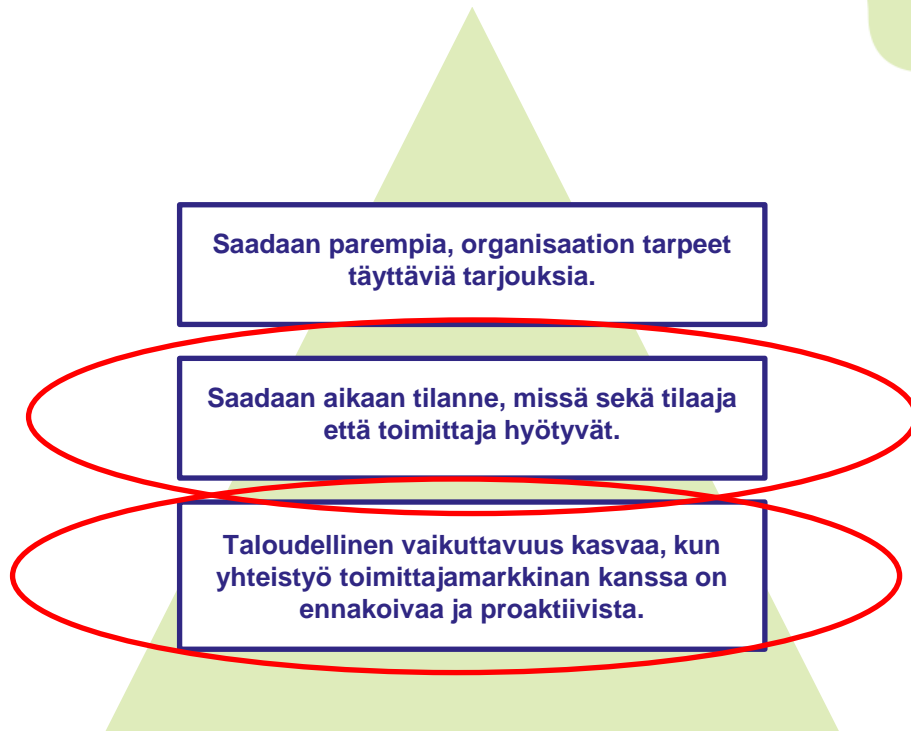 Saadaan parempia, organisaation tarpeet
täyttäviä tarjouksia.
Saadaan aikaan tilanne, missä sekä tilaaja
että toimittaja hyötyvät.
Taloudellinen vaikuttavuus kasvaa, kun
yhteistyö toimittajamarkkinan kanssa on
ennakoivaa ja proaktiivista.